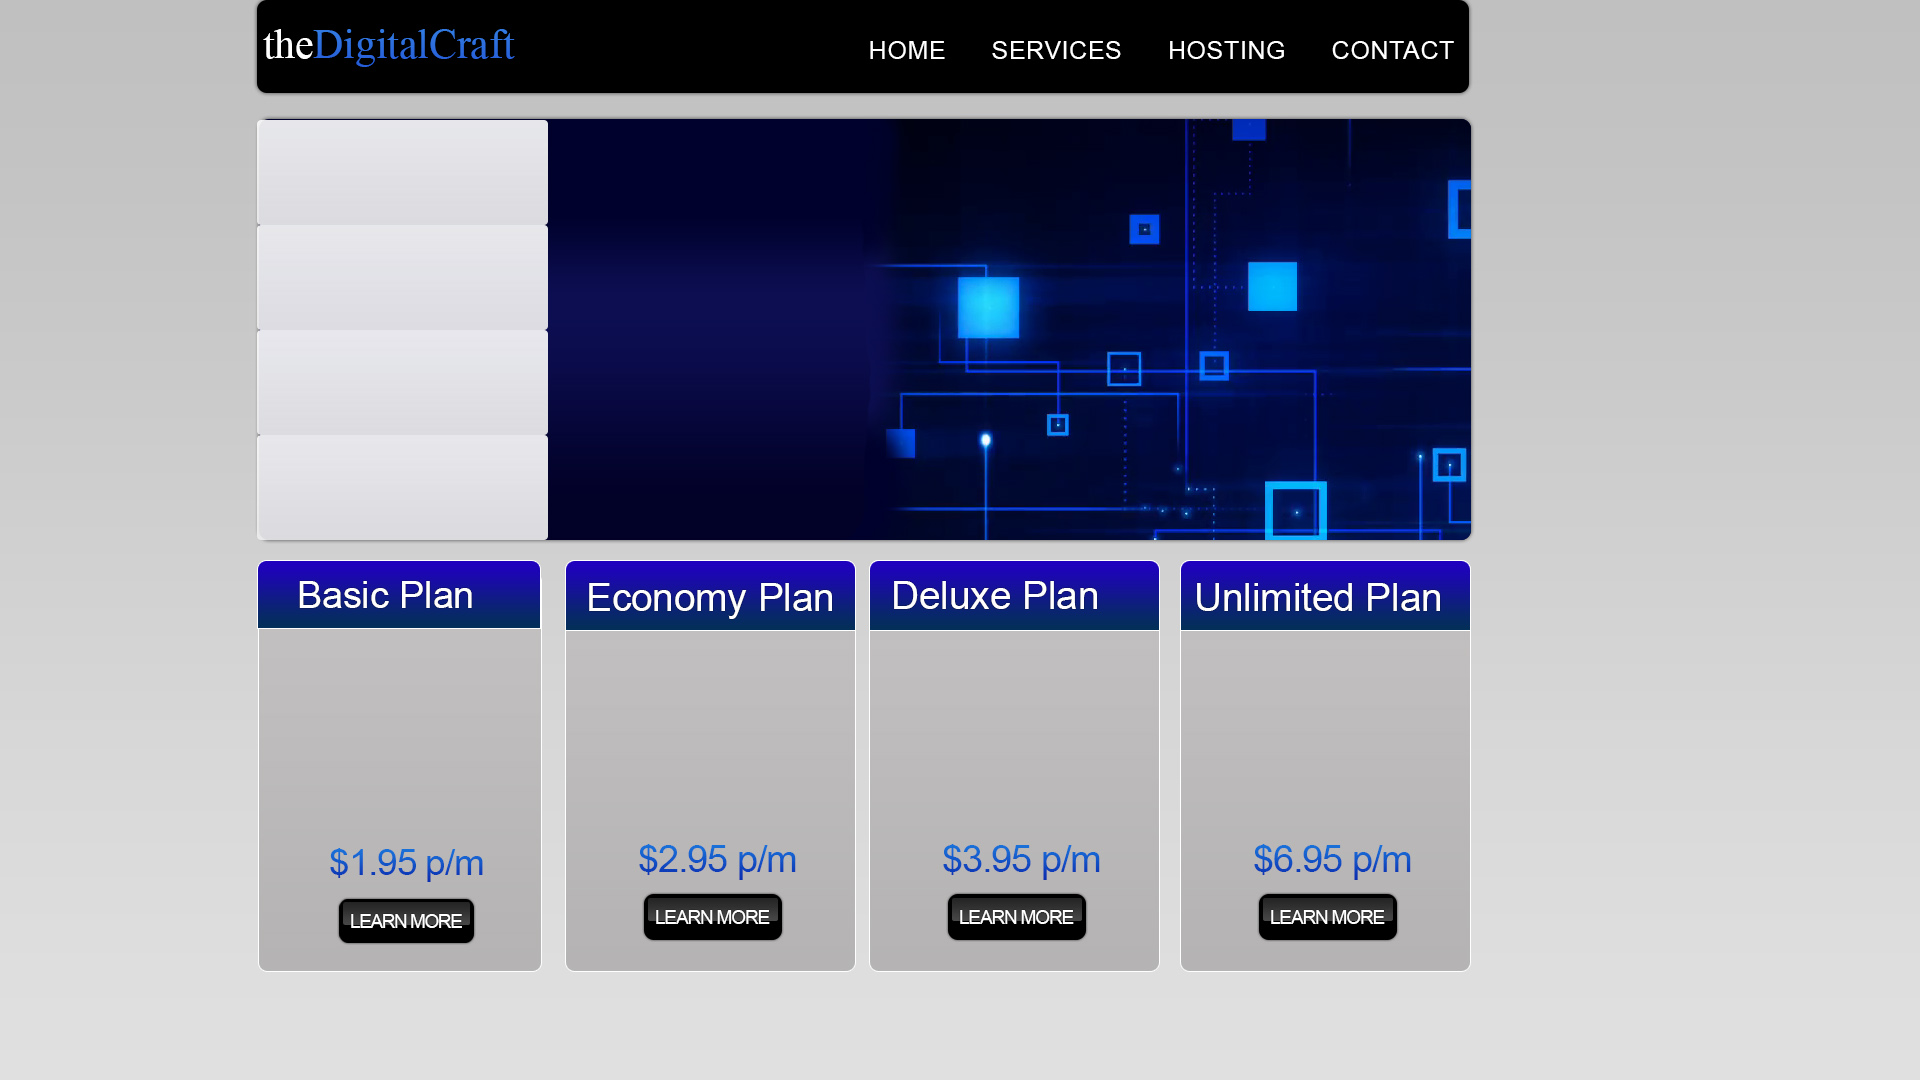 theDigitalCraft
HOME SERVICES HOSTING CONTACT
Basic Plan
$1.95 p/m
LEARN MORE
Economy Plan
$2.95 p/m
LEARN MORE
Deluxe Plan
$3.95 p/m
LEARN MORE
Unlimited Plan
$6.95 p/m
LEARN MORE